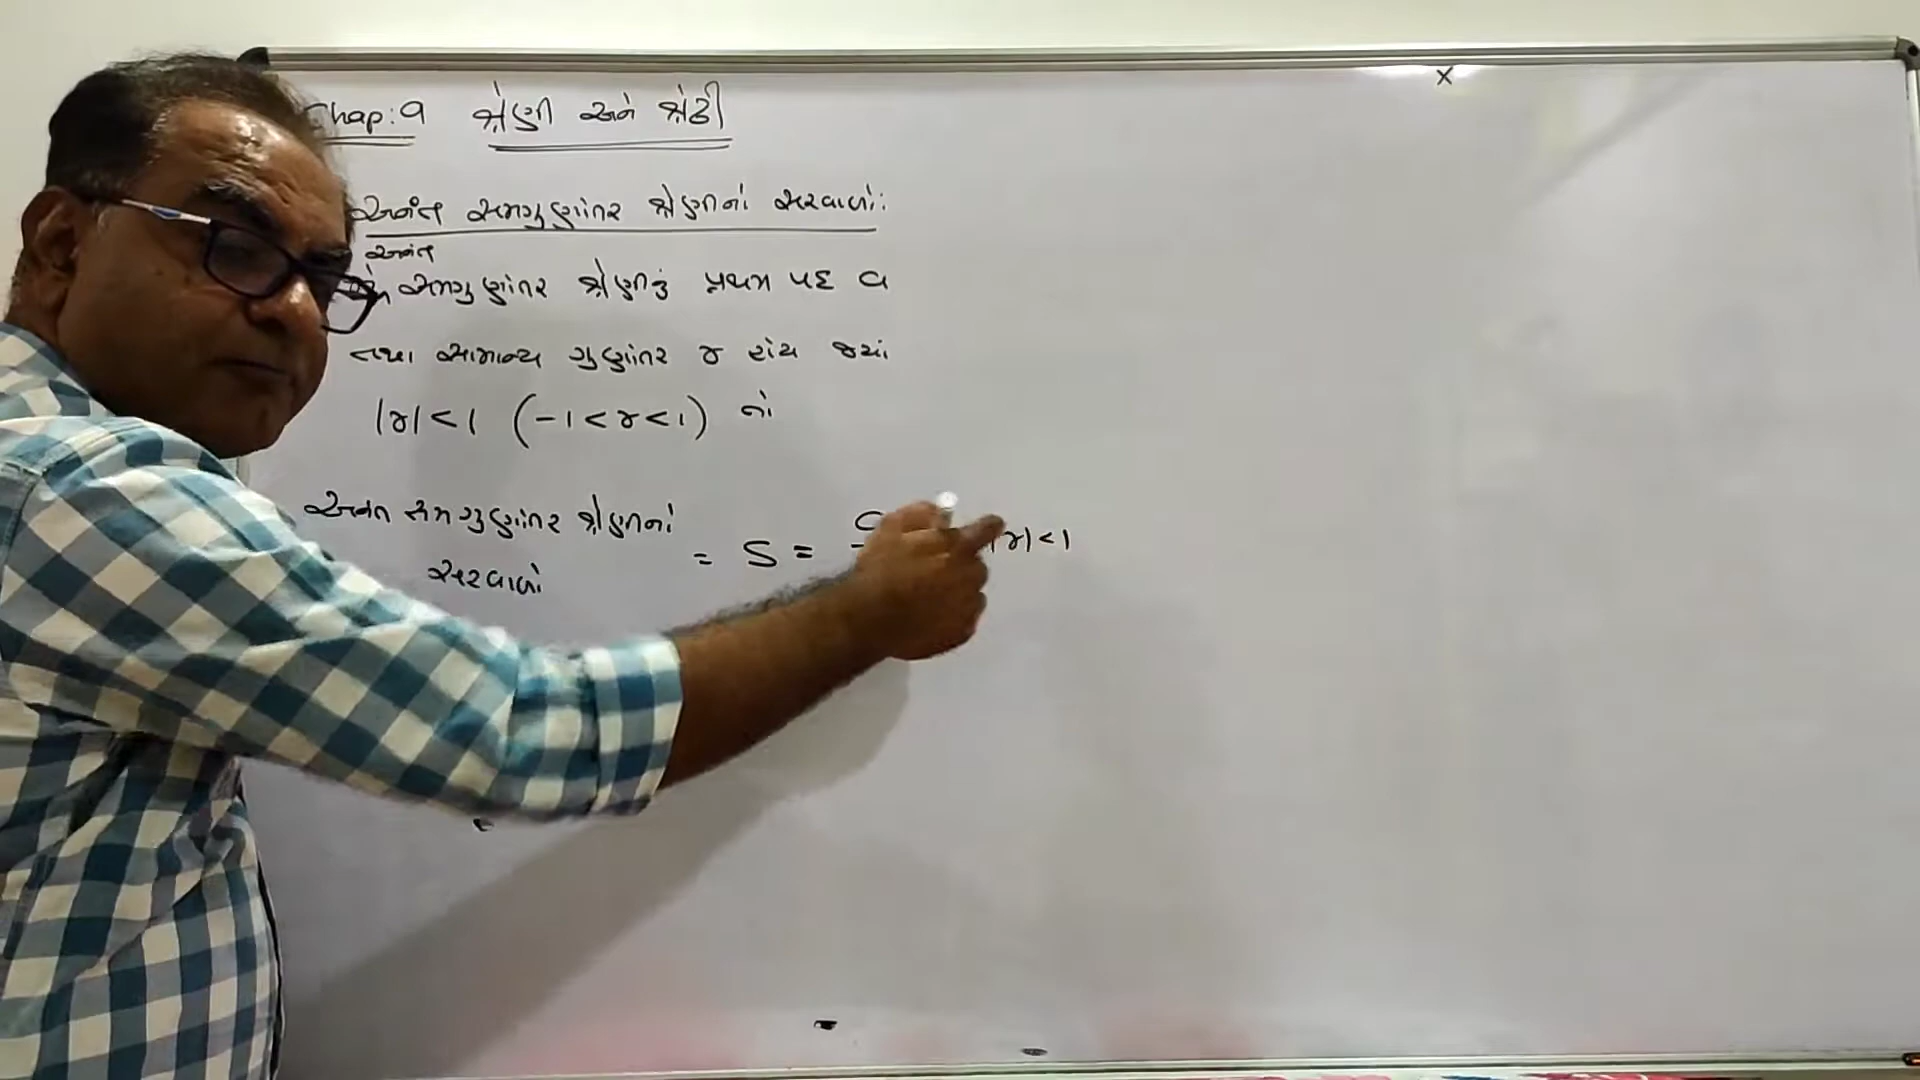 Chap: 9 શ્રેણી અને શ્રેઢી
અનંત સમગુણોત્તર શ્રેણીનો સરવાળો:
અનંત
સમગુણોત્તર શ્રેણીનું પ્રથમ પદ a
તથા સામાન્ય ગુણોત્તર r હોય જ્યાં
|r| < 1 (-1 < r < 1) નો
અનંત સમગુણોત્તર શ્રેણીનો
સરવાળો = S = |r| < 1
x